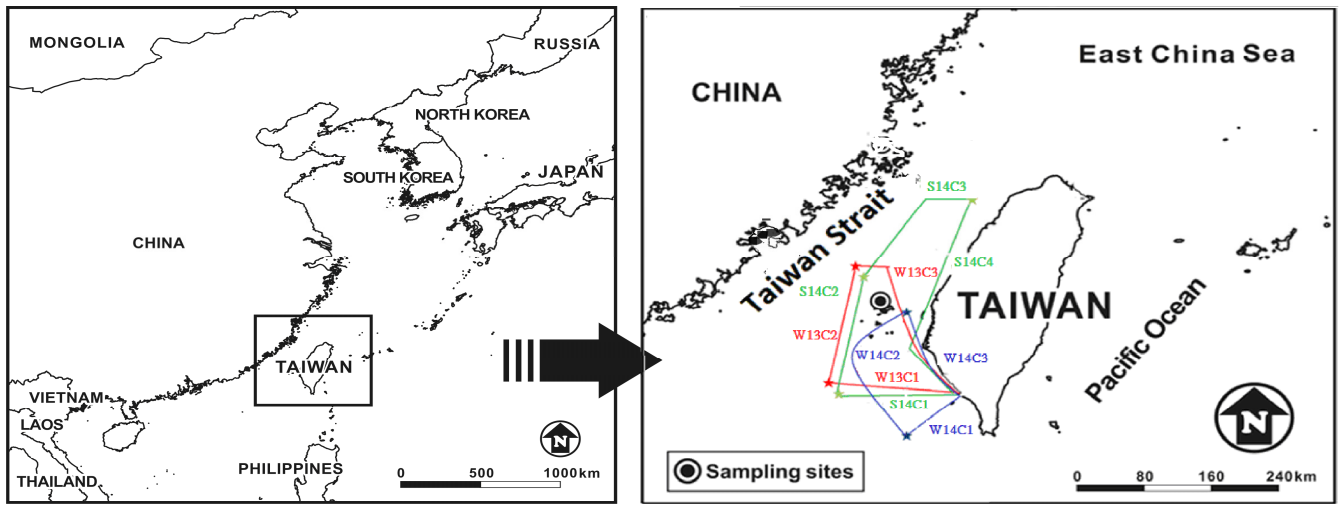 MONGOLIA
RUSSIA
NORTH KOREA
SOUTH KOREA
JAPAN
CHINA
TAIWAN
VIETNAM
LAOS
THAILAND
PHILIPPINES
N
0 500 1000km
East China Sea
CHINA
Taiwan Strait
S14C3
S14C4
W13C3
S14C2
TAIWAN
W13C2
W14C2
W14C3
W13C1
S14C1
W14C1
Pacific Ocean
N
Sampling sites
0 80 160 240km